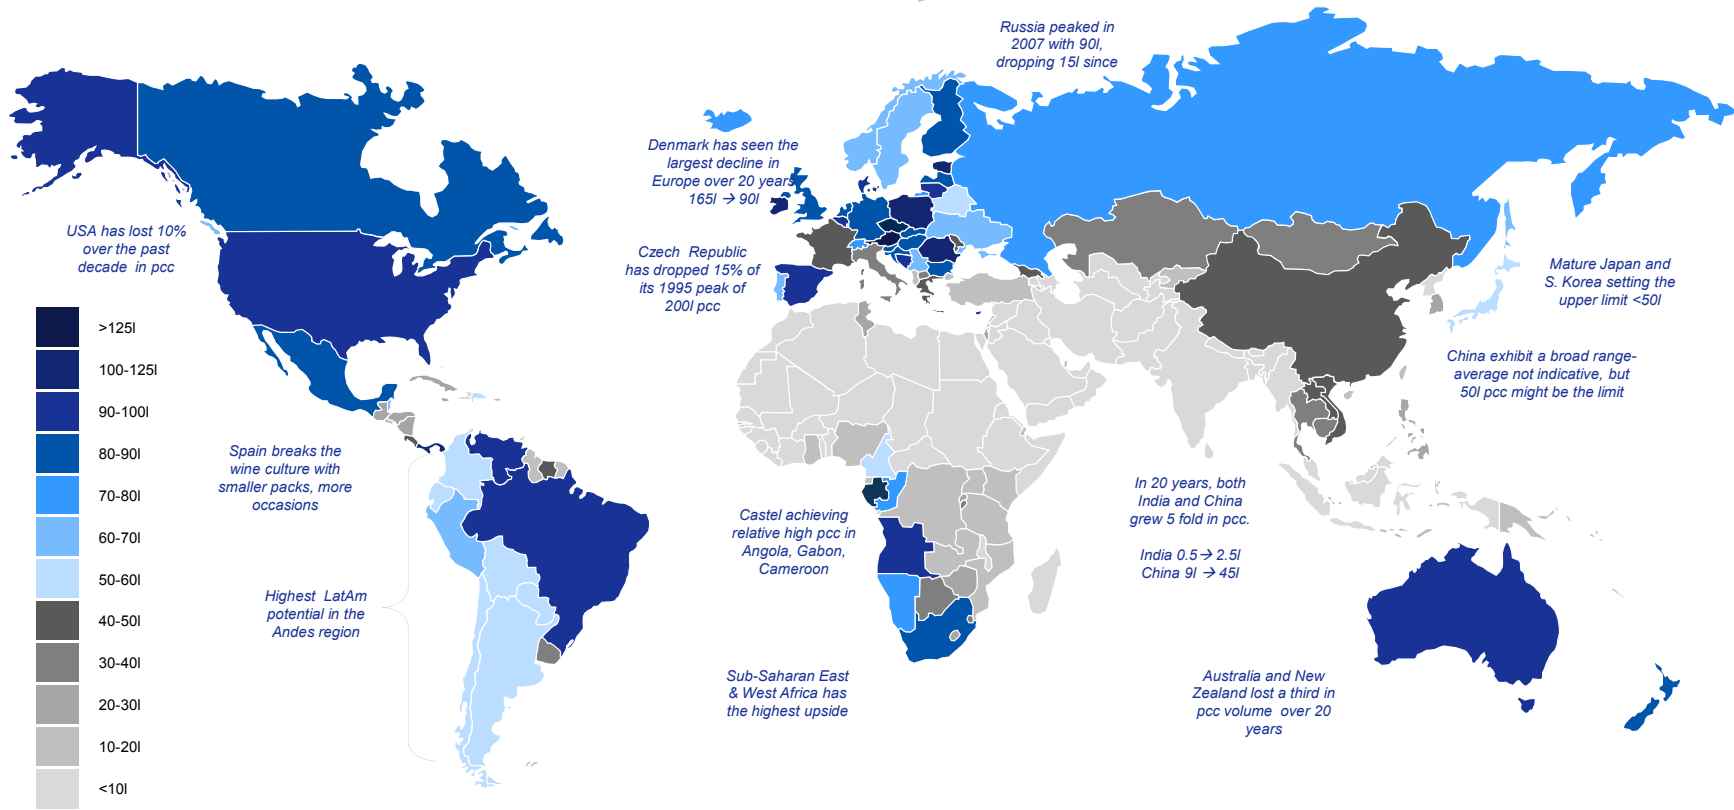 Russia peaked in
2007 with 90l,
dropping 15l since
Denmark has seen the
largest decline in
Europe over 20 years
165l → 90l
USA has lost 10%
over the past
decade in pcc
Czech Republic
has dropped 15% of
its 1995 peak of
200l pcc
Mature Japan and
S. Korea setting the
upper limit <50l
China exhibit a broad range-
average not indicative, but
50l pcc might be the limit
>125l
100-125l
90-100l
80-90l
70-80l
60-70l
50-60l
40-50l
30-40l
20-30l
10-20l
<10l
Spain breaks the
wine culture with
smaller packs, more
occasions
Highest LatAm
potential in the
Andes region
Castel achieving
relative high pcc in
Angola, Gabon,
Cameroon
In 20 years, both
India and China
grew 5 fold in pcc.
India 0.5→ 2.5l
China 9l → 45l
Sub-Saharan East
& West Africa has
the highest upside
Australia and New
Zealand lost a third in
pcc volume over 20
years